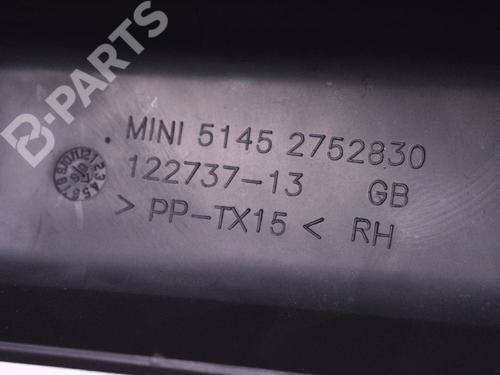 B-PARTS
MINI 5145 2752830
122737-13 GB
> PP-TX15 < RH